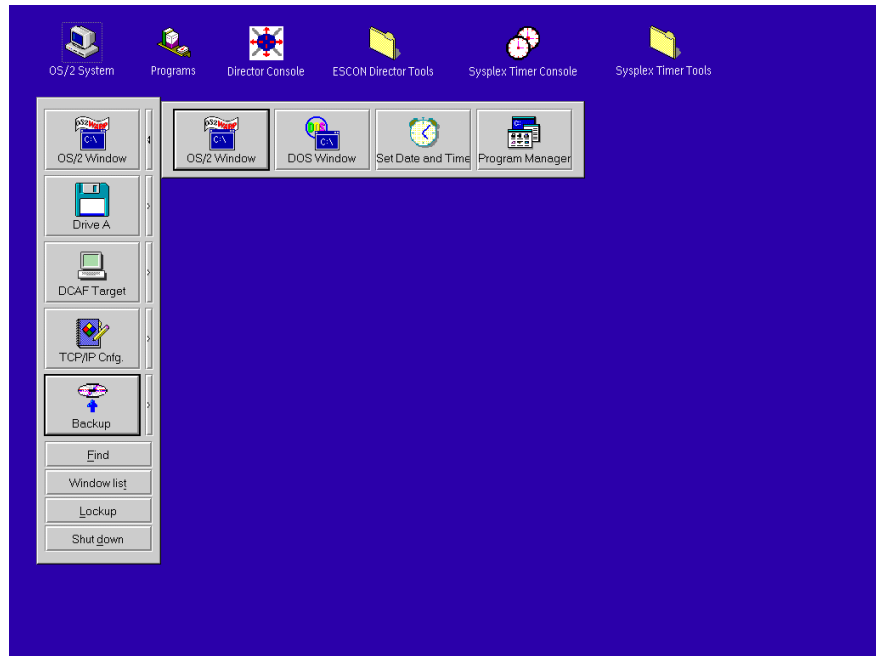 OS/2 System Programs Director Console ESCON Director Tools Sysplex Timer Console Sysplex Timer Tools
OS/2 Window OS/2 Window DOS Window Set Date and Time Program Manager
Drive A
DCAF Target
TCP/IP Cnfg.
Backup
Find
Window list
Lockup
Shut down